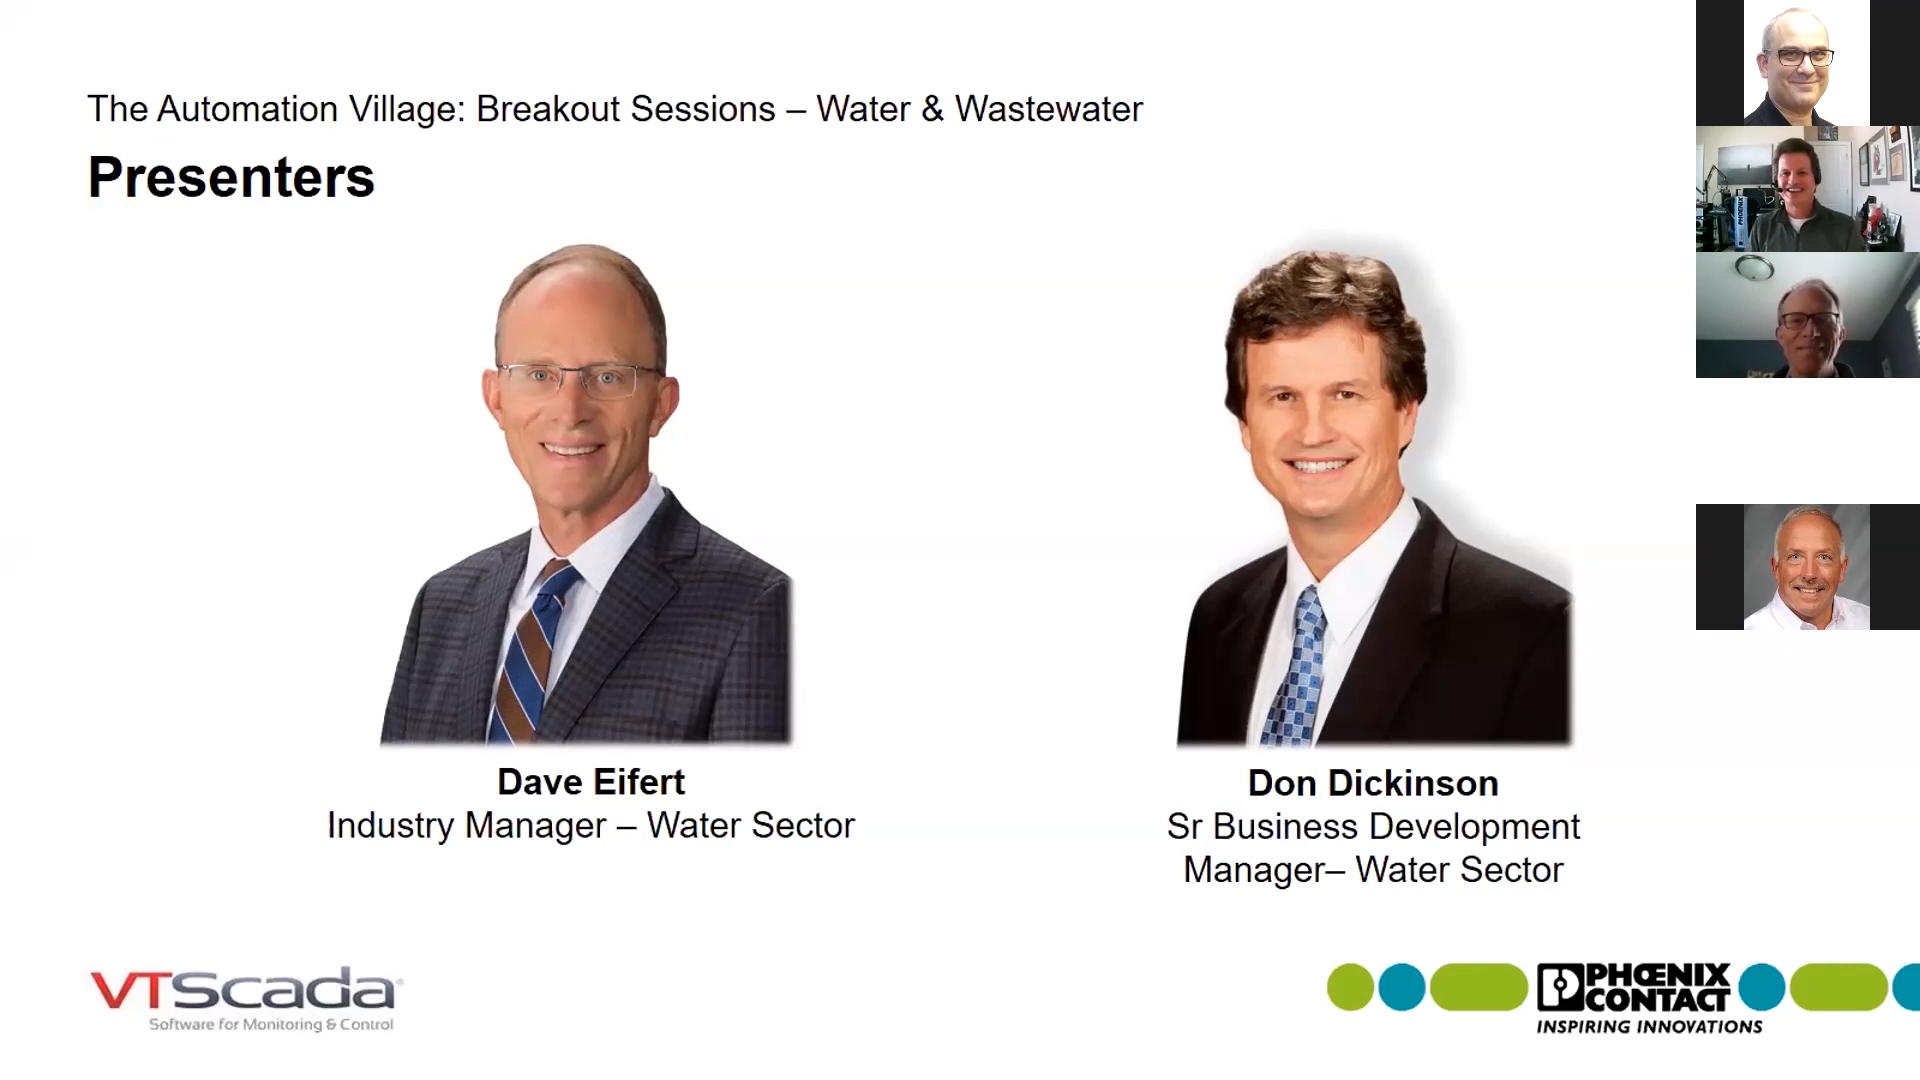 The Automation Village: Breakout Sessions – Water & Wastewater
Presenters
Dave Eifert
Industry Manager – Water Sector
Don Dickinson
Sr Business Development
Manager– Water Sector
VTScada
Software for Monitoring & Control
PHŒNIX
CONTACT
INSPIRING INNOVATIONS
PHOENIX